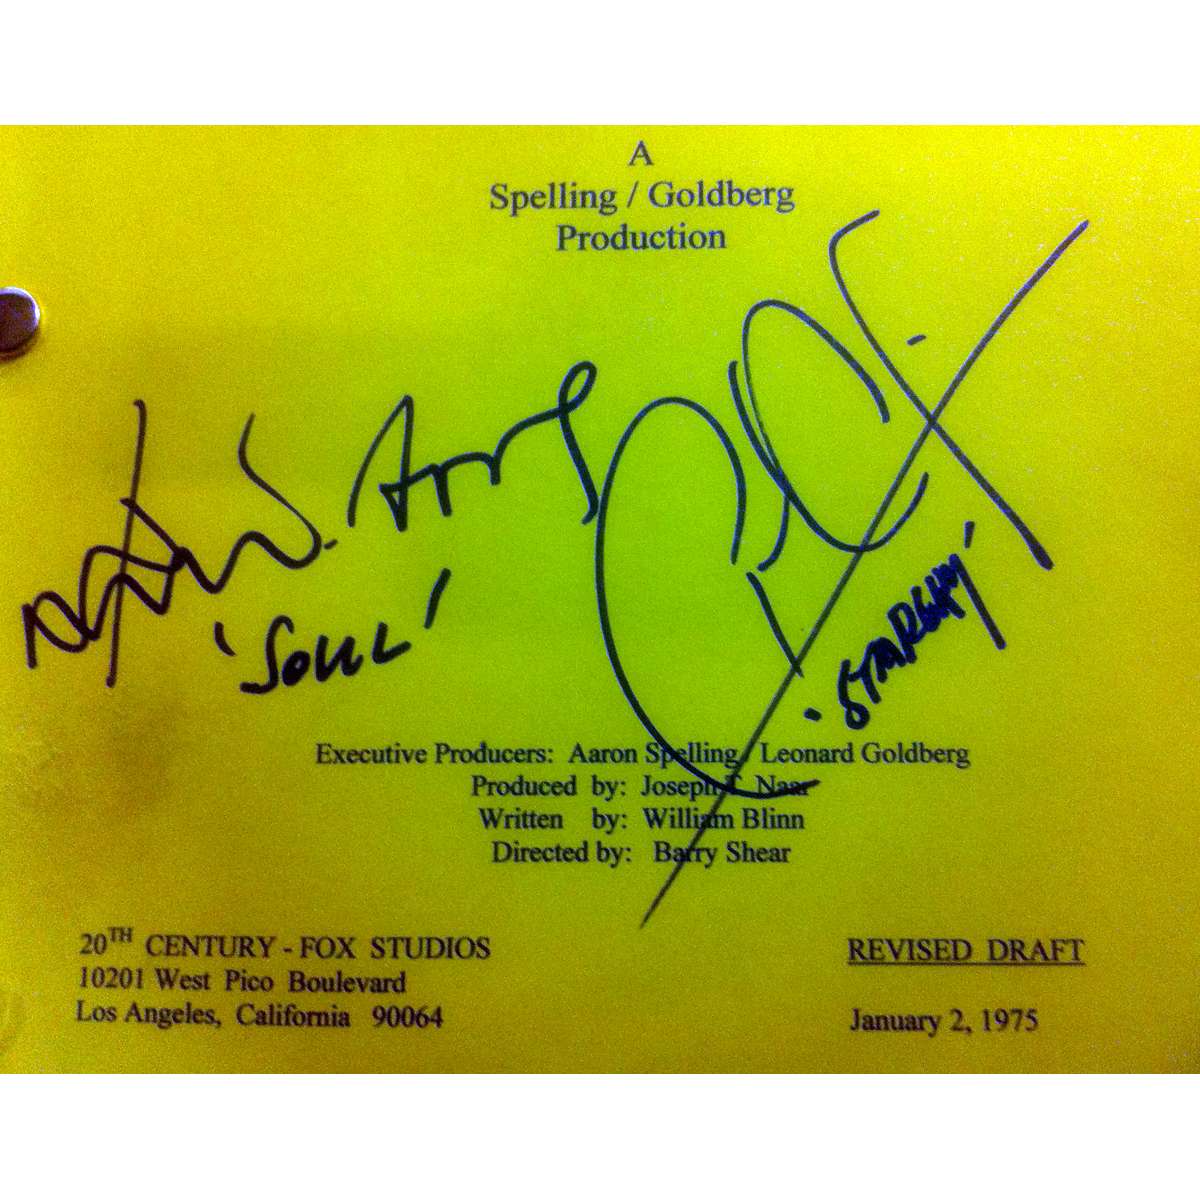 A
Spelling / Goldberg
Production
'SOUL'
'STARSKY'
Executive Producers: Aaron Spelling / Leonard Goldberg
Produced by: Joseph T. Naar
Written by: William Blinn
Directed by: Barry Shear
20TH CENTURY - FOX STUDIOS
10201 West Pico Boulevard
Los Angeles, California 90064
REVISED DRAFT
January 2, 1975